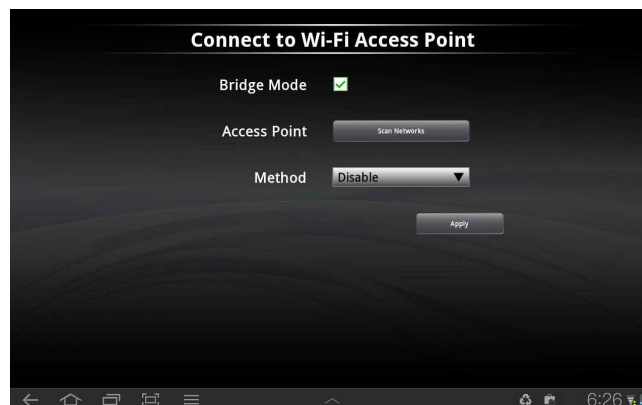 Connect to Wi-Fi Access Point
Bridge Mode
Access Point Scan Networks
Method Disable
Apply
6:26